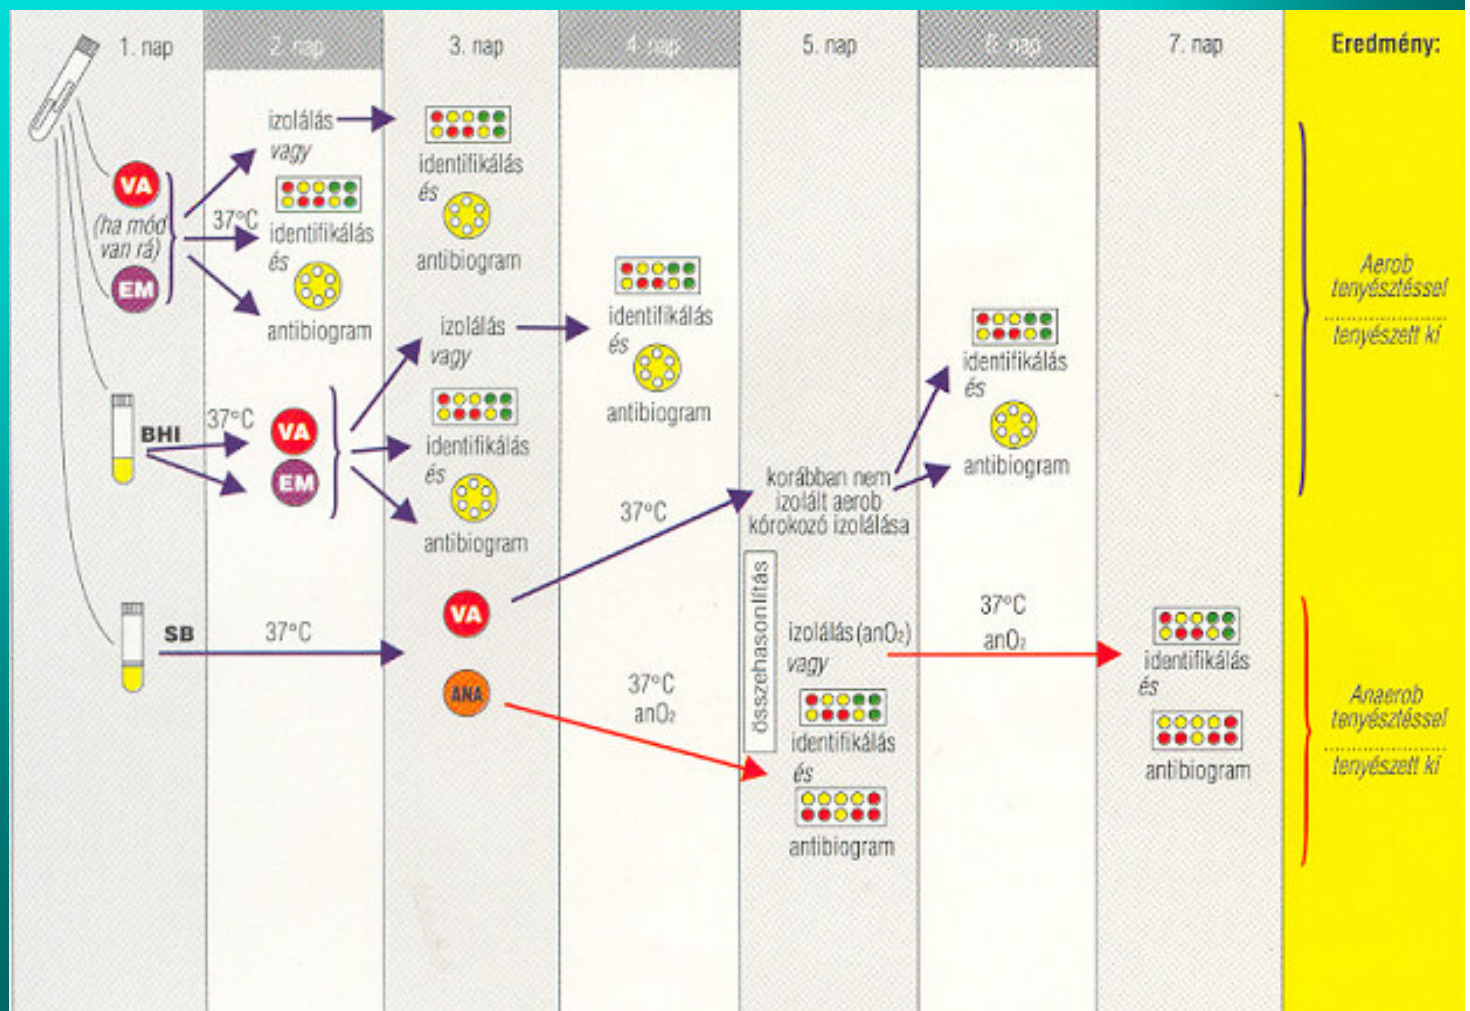 1. nap
2. nap
3. nap
4. nap
5. nap
6. nap
7. nap
Eredmény:
VA
(ha mód
van rá)
EM
37°C
izolálás
vagy
identifikálás
és
antibiogram
identifikálás
és
antibiogram
BHI
37°C
VA
EM
izolálás
vagy
identifikálás
és
antibiogram
identifikálás
és
antibiogram
SB
37°C
VA
ANA
37°C
37°C
anO₂
korábban nem
izolált aerob
kórokozó izolálása
identifikálás
és
antibiogram
összehasonlítás
izolálás (anO₂)
vagy
identifikálás
és
antibiogram
37°C
anO₂
identifikálás
és
antibiogram
Aerob
tenyésztéssel
tenyészett ki
Anaerob
tenyésztéssel
tenyészett ki